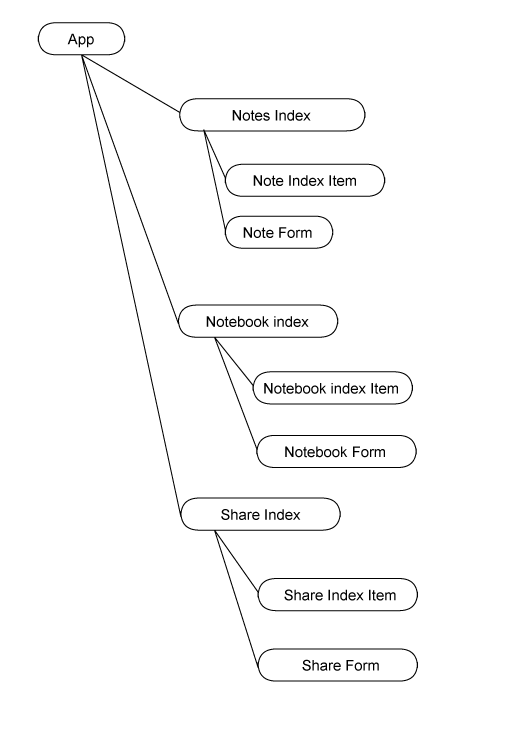 App
Notes Index
Note Index Item
Note Form
Notebook index
Notebook index Item
Notebook Form
Share Index
Share Index Item
Share Form